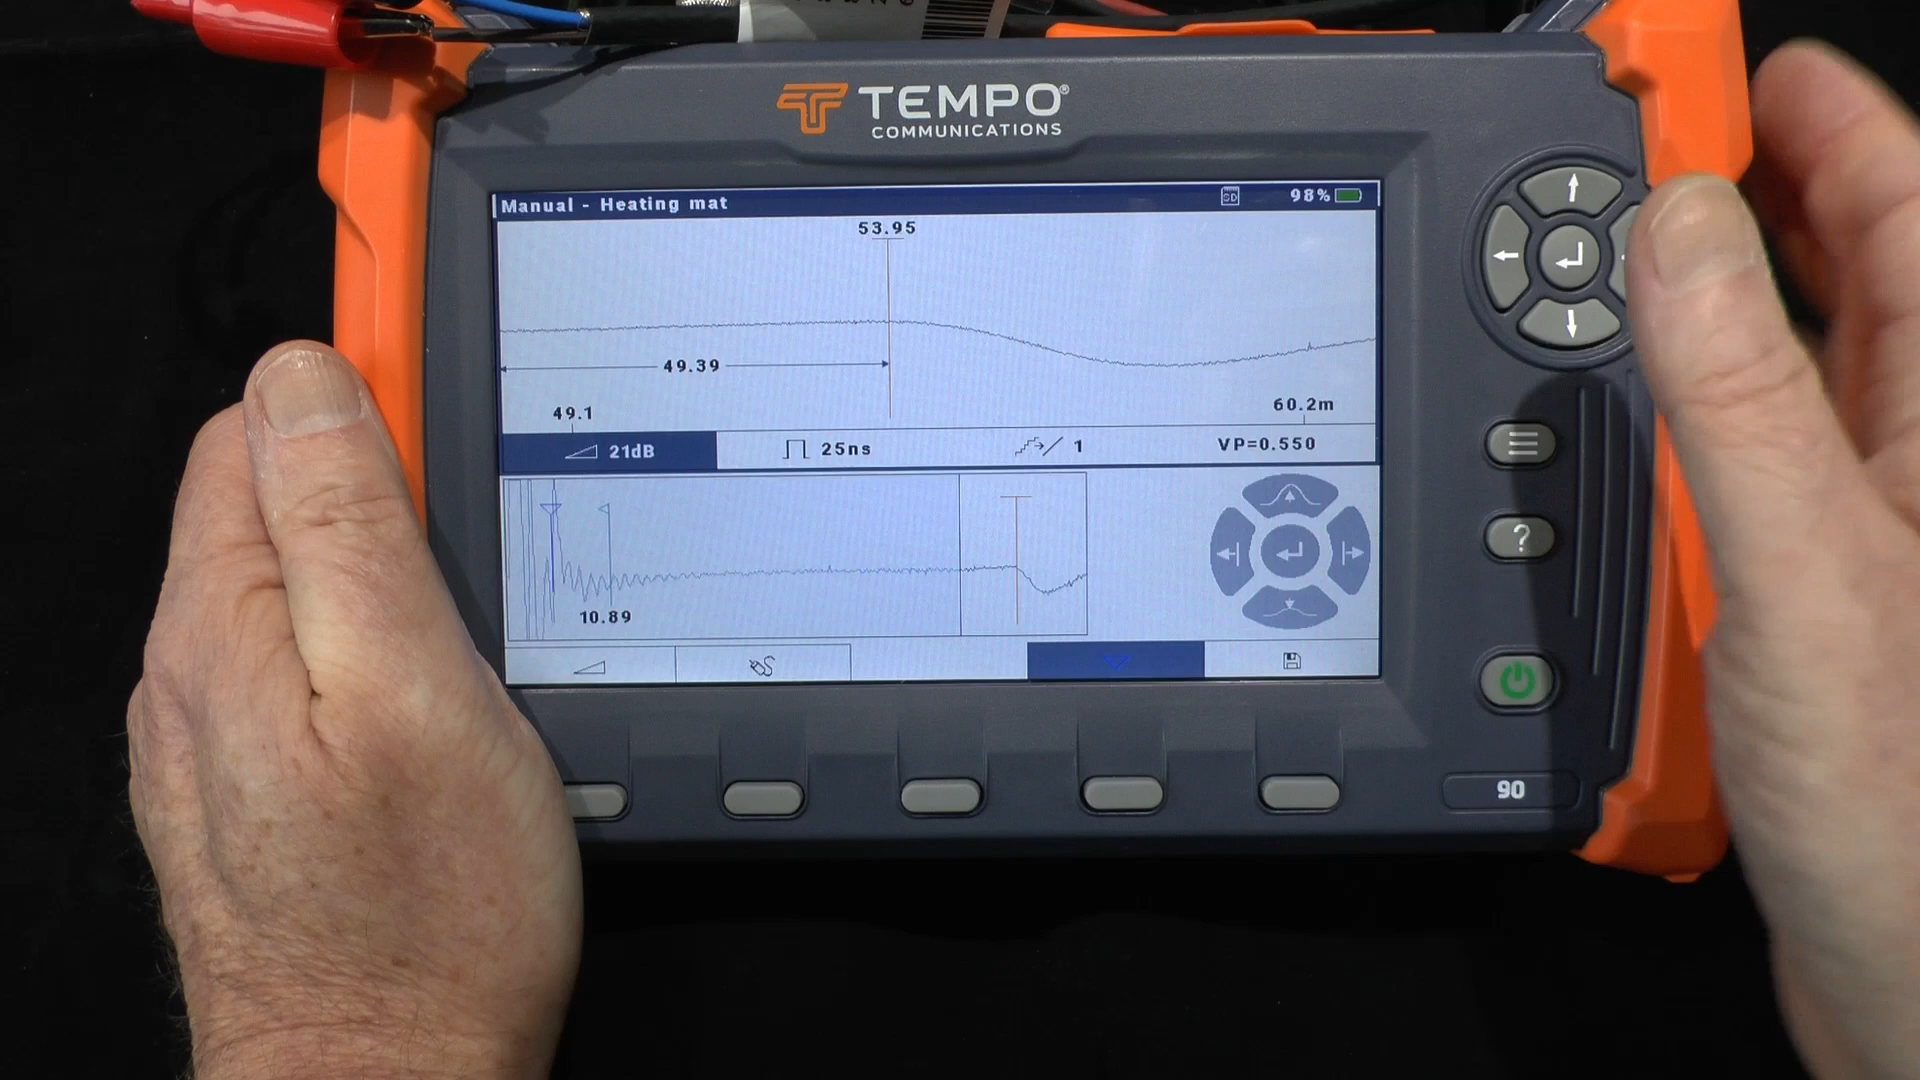 TEMPO®
COMMUNICATIONS
Manual - Heating mat
SD
98%
53.95
49.39
49.1
60.2m
21dB
25ns
1
VP=0.550
10.89
?
90